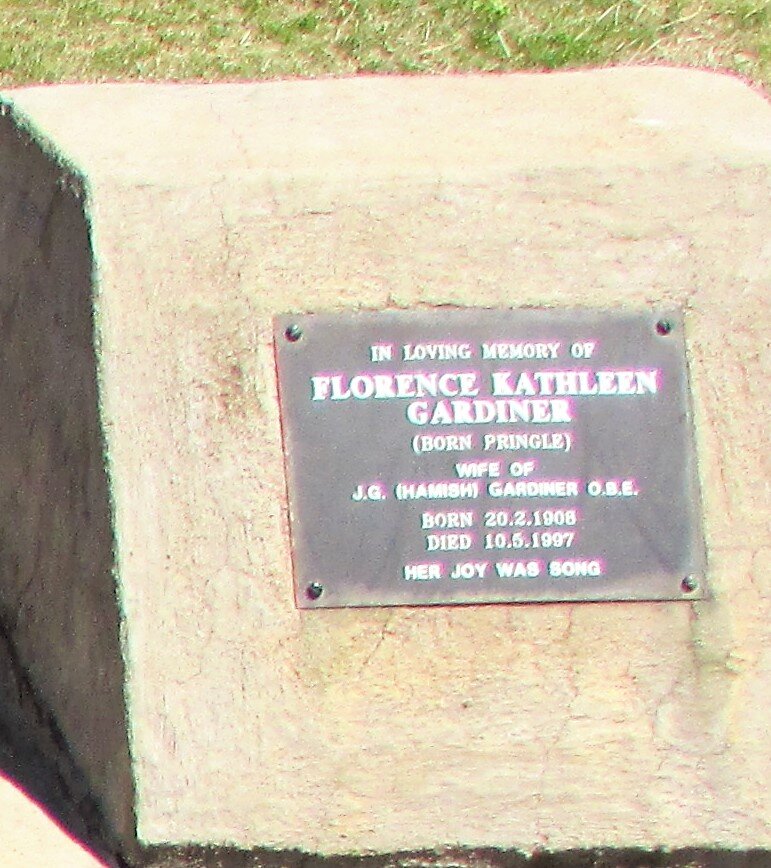 IN LOVING MEMORY OF
FLORENCE KATHLEEN
GARDINER
(BORN PRINGLE)
WIFE OF
J.G. (HAMISH) GARDINER O.B.E.
BORN 20.2.1908
DIED 10.5.1997
HER JOY WAS SONG